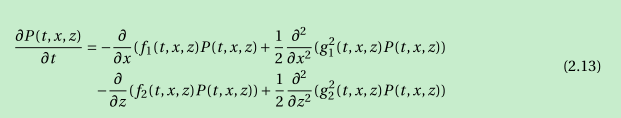 ∂P(t,x,z)/∂t = −∂/∂x(f₁(t,x,z)P(t,x,z) + 1/2 ∂²/∂x²(g₁²(t,x,z)P(t,x,z))
−∂/∂z(f₂(t,x,z)P(t,x,z)) + 1/2 ∂²/∂z²(g₂²(t,x,z)P(t,x,z))
(2.13)